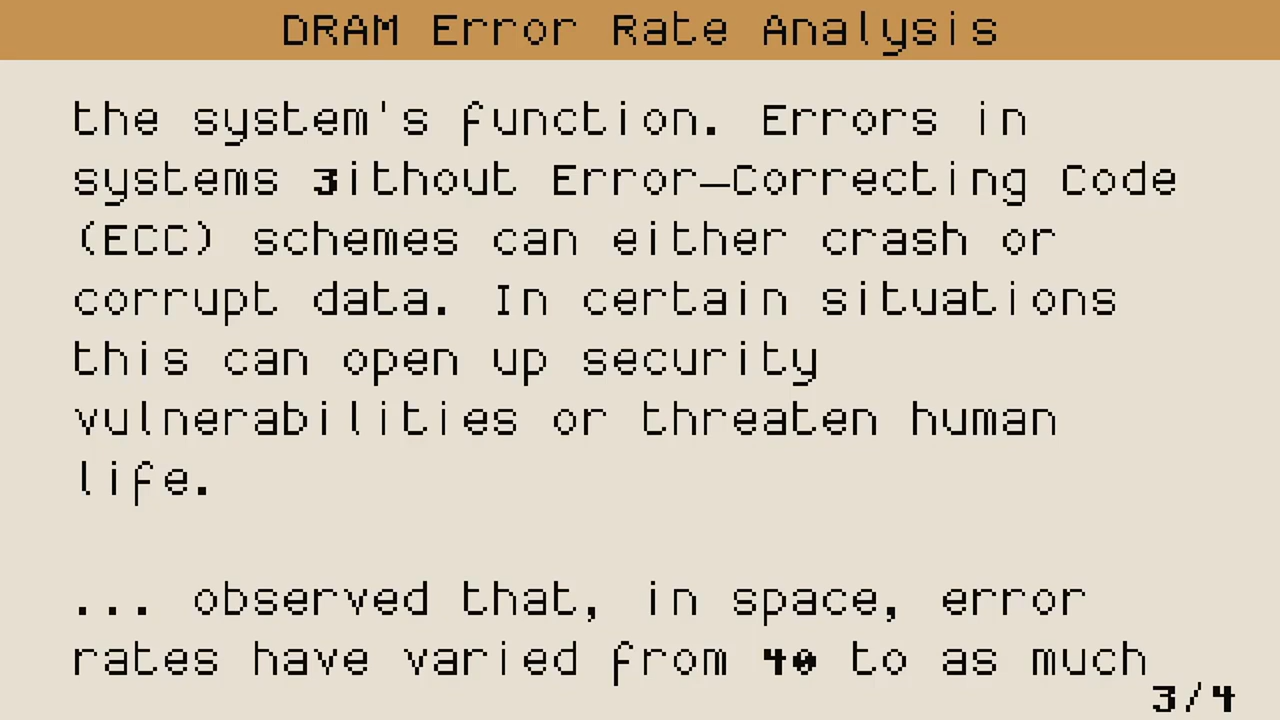 DRAM Error Rate Analysis
the system's function. Errors in
systems 3ithout Error—Correcting Code
(ECC) schemes can either crash or
corrupt data. In certain situations
this can open up security
vulnerabilities or threaten human
life.
... observed that, in space, error
rates have varied from 40 to as much
3/4